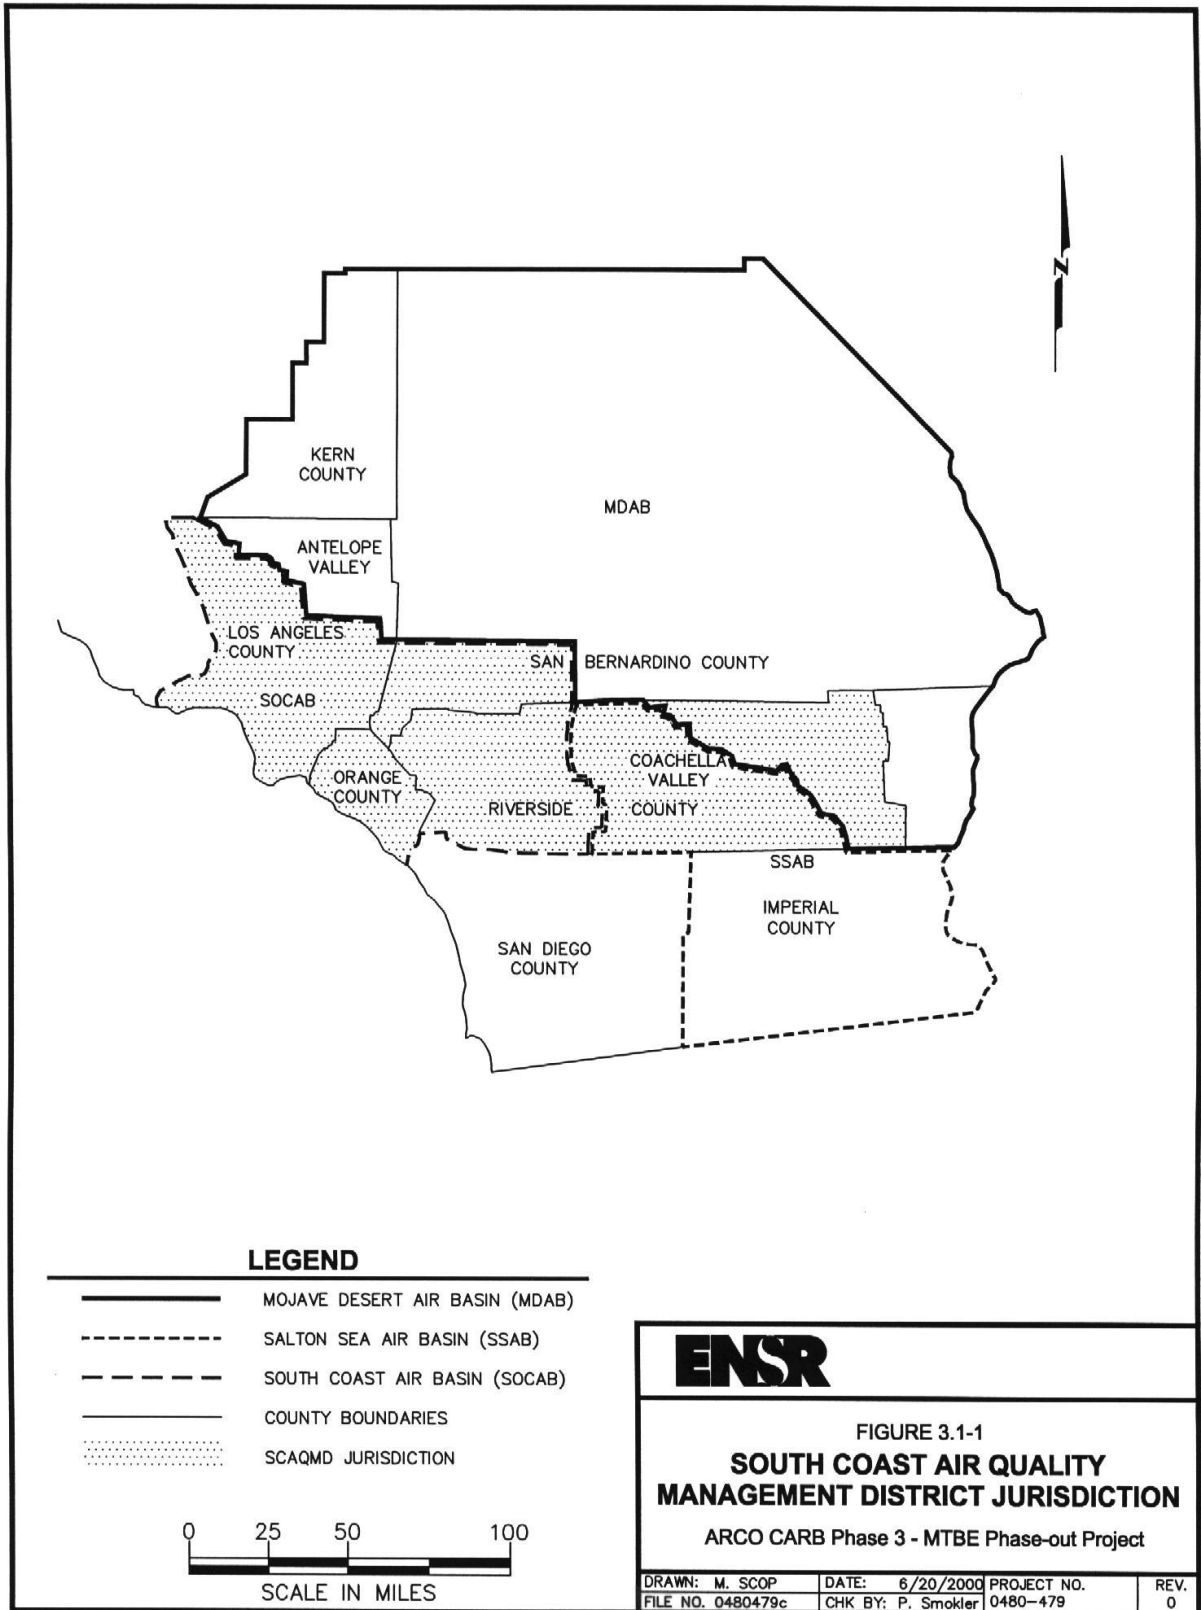 N
KERN
COUNTY
MDAB
ANTELOPE
VALLEY
LOS ANGELES
COUNTY
SAN BERNARDINO COUNTY
SOCAB
COACHELLA
VALLEY
ORANGE
COUNTY
RIVERSIDE COUNTY
SSAB
IMPERIAL
COUNTY
SAN DIEGO
COUNTY
LEGEND
MOJAVE DESERT AIR BASIN (MDAB)
SALTON SEA AIR BASIN (SSAB)
SOUTH COAST AIR BASIN (SOCAB)
COUNTY BOUNDARIES
SCAQMD JURISDICTION
0 25 50 100
SCALE IN MILES
ENSR
FIGURE 3.1-1
SOUTH COAST AIR QUALITY
MANAGEMENT DISTRICT JURISDICTION
ARCO CARB Phase 3 - MTBE Phase-out Project
DRAWN: M. SCOP DATE: 6/20/2000 PROJECT NO. REV.
FILE NO. 0480479c CHK BY: P. Smokler 0480-479 0